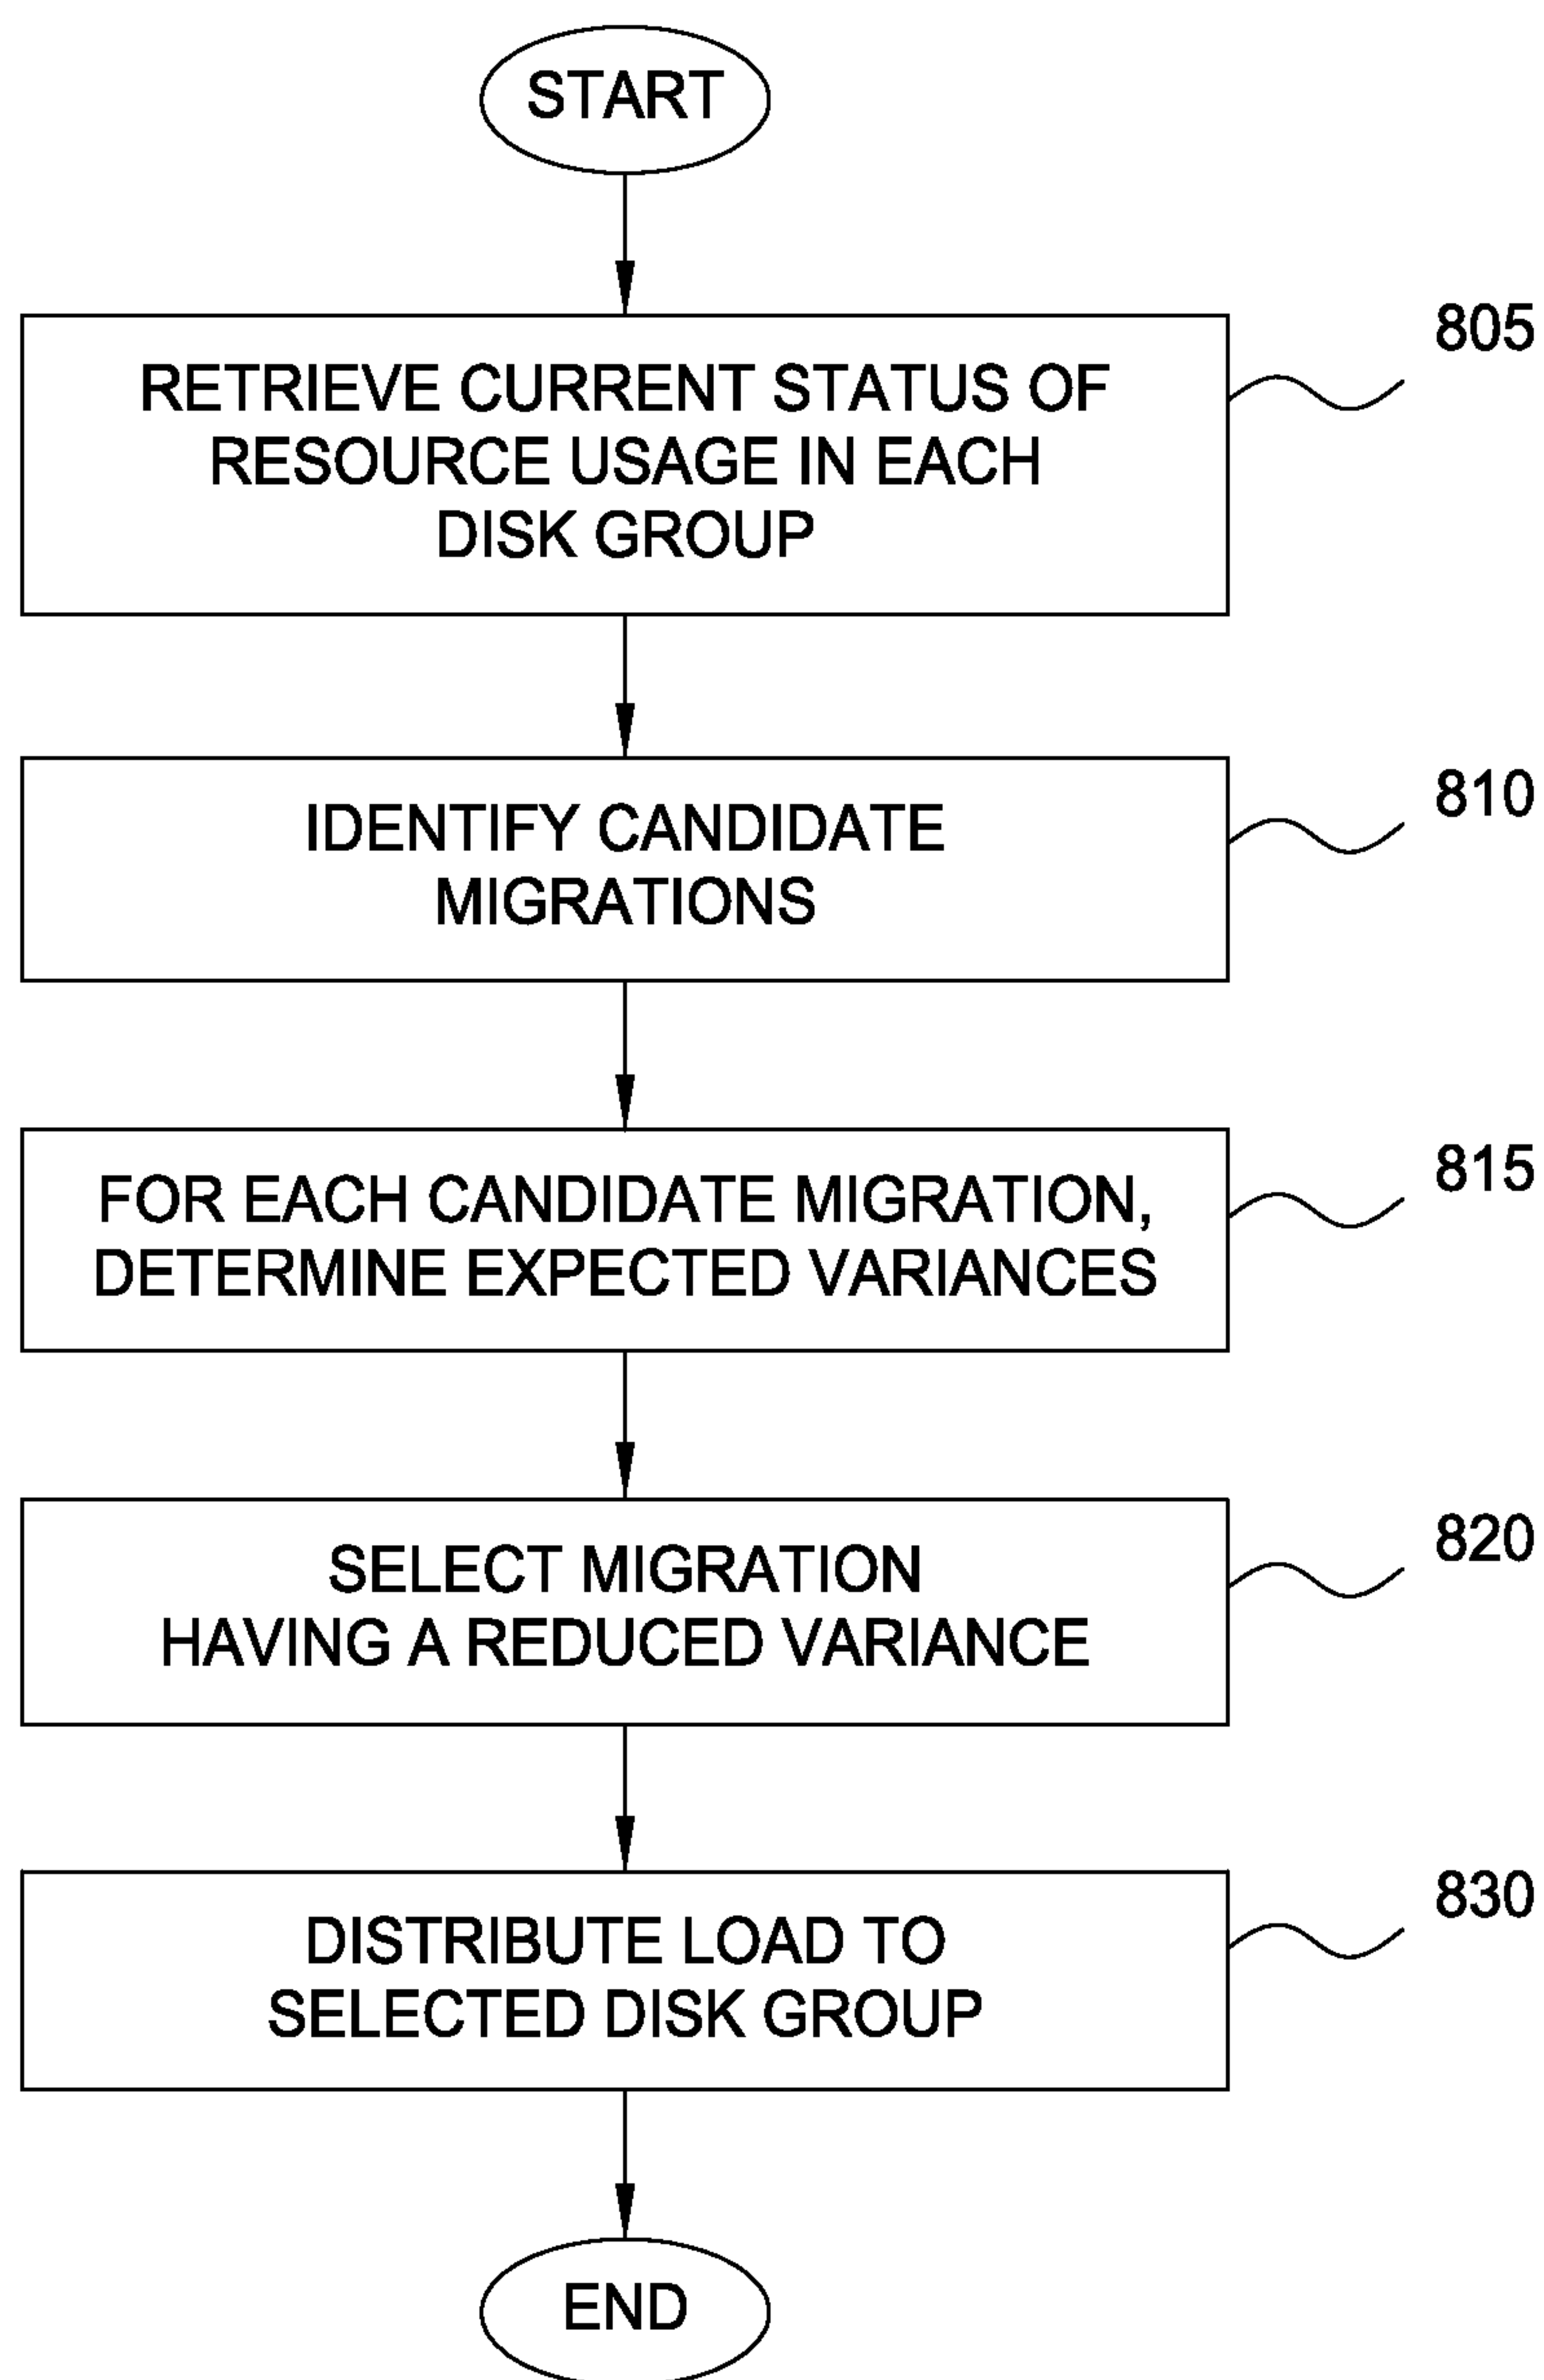 START
805
RETRIEVE CURRENT STATUS OF
RESOURCE USAGE IN EACH
DISK GROUP
810
IDENTIFY CANDIDATE
MIGRATIONS
815
FOR EACH CANDIDATE MIGRATION,
DETERMINE EXPECTED VARIANCES
820
SELECT MIGRATION
HAVING A REDUCED VARIANCE
830
DISTRIBUTE LOAD TO
SELECTED DISK GROUP
END